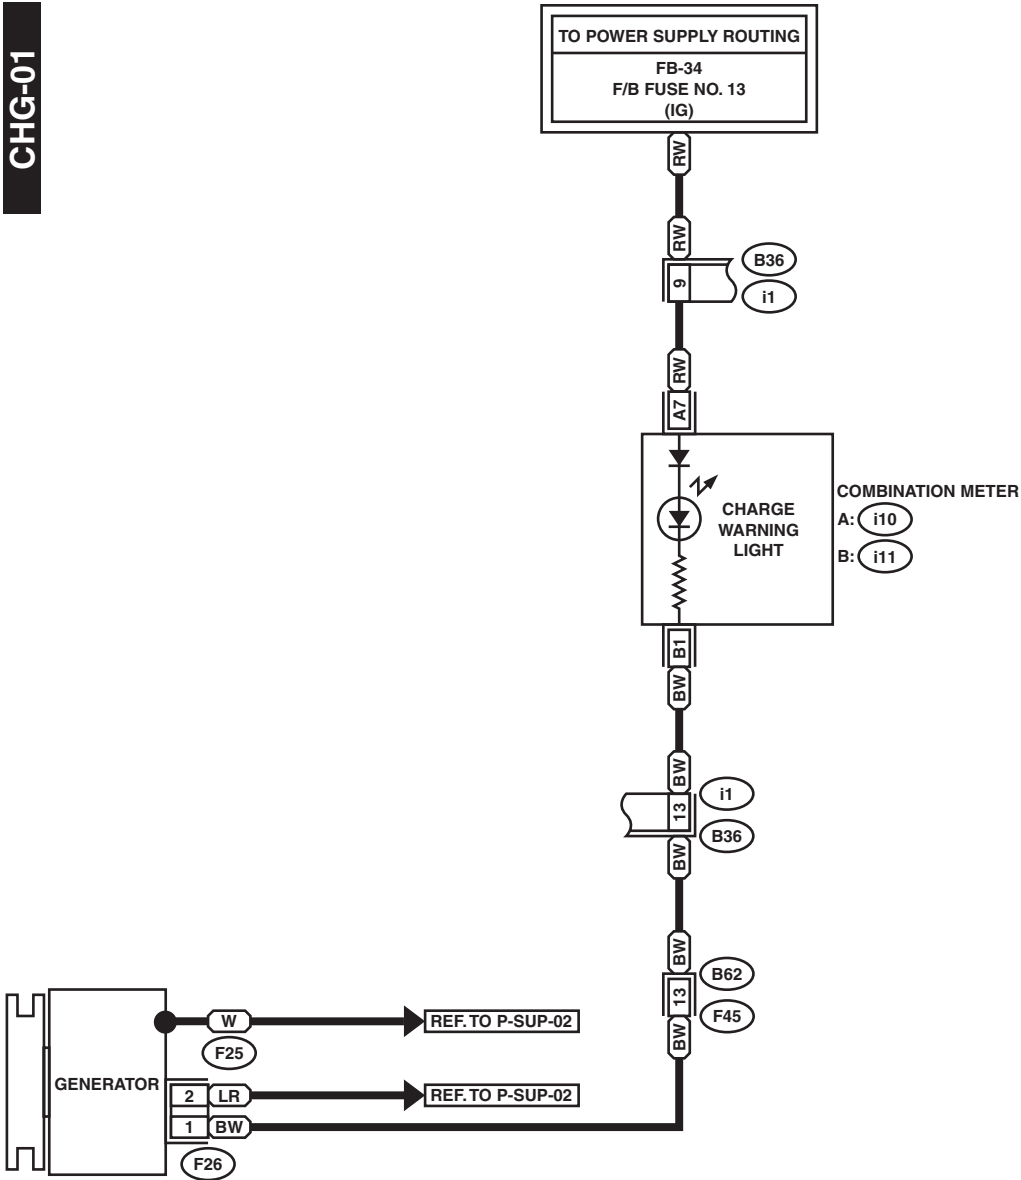 CHG-01
TO POWER SUPPLY ROUTING
FB-34
F/B FUSE NO. 13
(IG)
RW
RW
B36
9
i1
RW
A7
CHARGE
WARNING
LIGHT
COMBINATION METER
A: i10
B: i11
B1
BW
BW
i1
13
B36
BW
BW
B62
13
F45
BW
W
REF. TO P-SUP-02
F25
GENERATOR
2
LR
REF. TO P-SUP-02
1
BW
F26